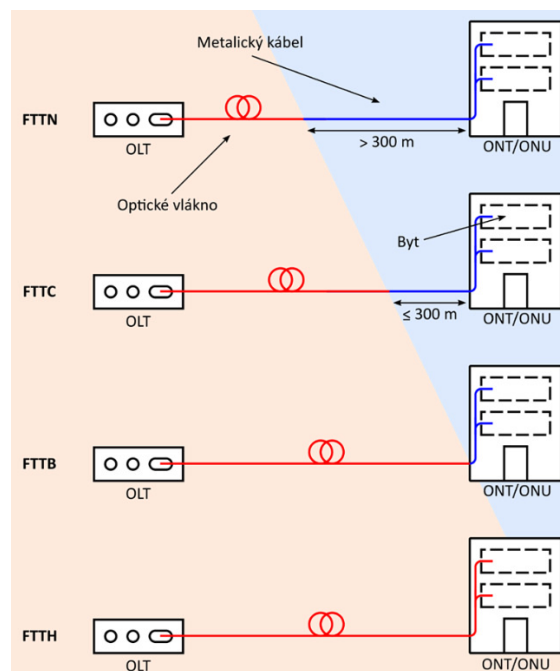 Metalický kábel
FTTN
OLT
> 300 m
ONT/ONU
Optické vlákno
Byt
FTTC
OLT
≤ 300 m
ONT/ONU
FTTB
OLT
ONT/ONU
FTTH
OLT
ONT/ONU